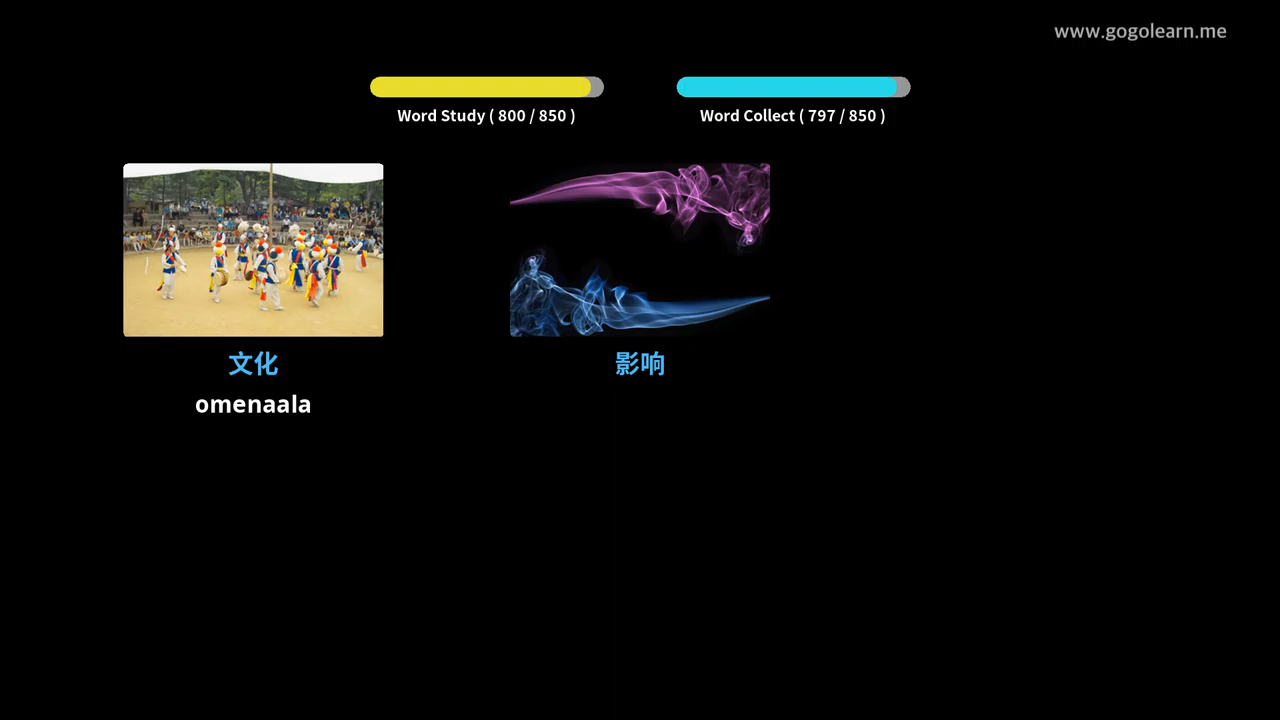 www.gogolearn.me
Word Study ( 800 / 850 )
Word Collect ( 797 / 850 )
文化
影响
omenaala